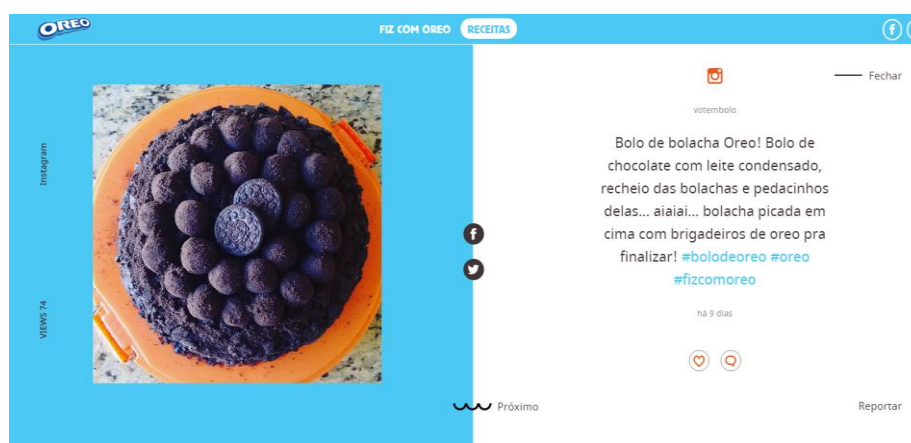 OREO
FIZ COM OREO RECEITAS
Instagram
VIEWS 74
Fechar
votembolo
Bolo de bolacha Oreo! Bolo de
chocolate com leite condensado,
recheio das bolachas e pedacinhos
delas... aiaiai... bolacha picada em
cima com brigadeiros de oreo pra
finalizar! #bolodeoreo #oreo
#fizcomoreo
há 9 dias
Próximo
Reportar